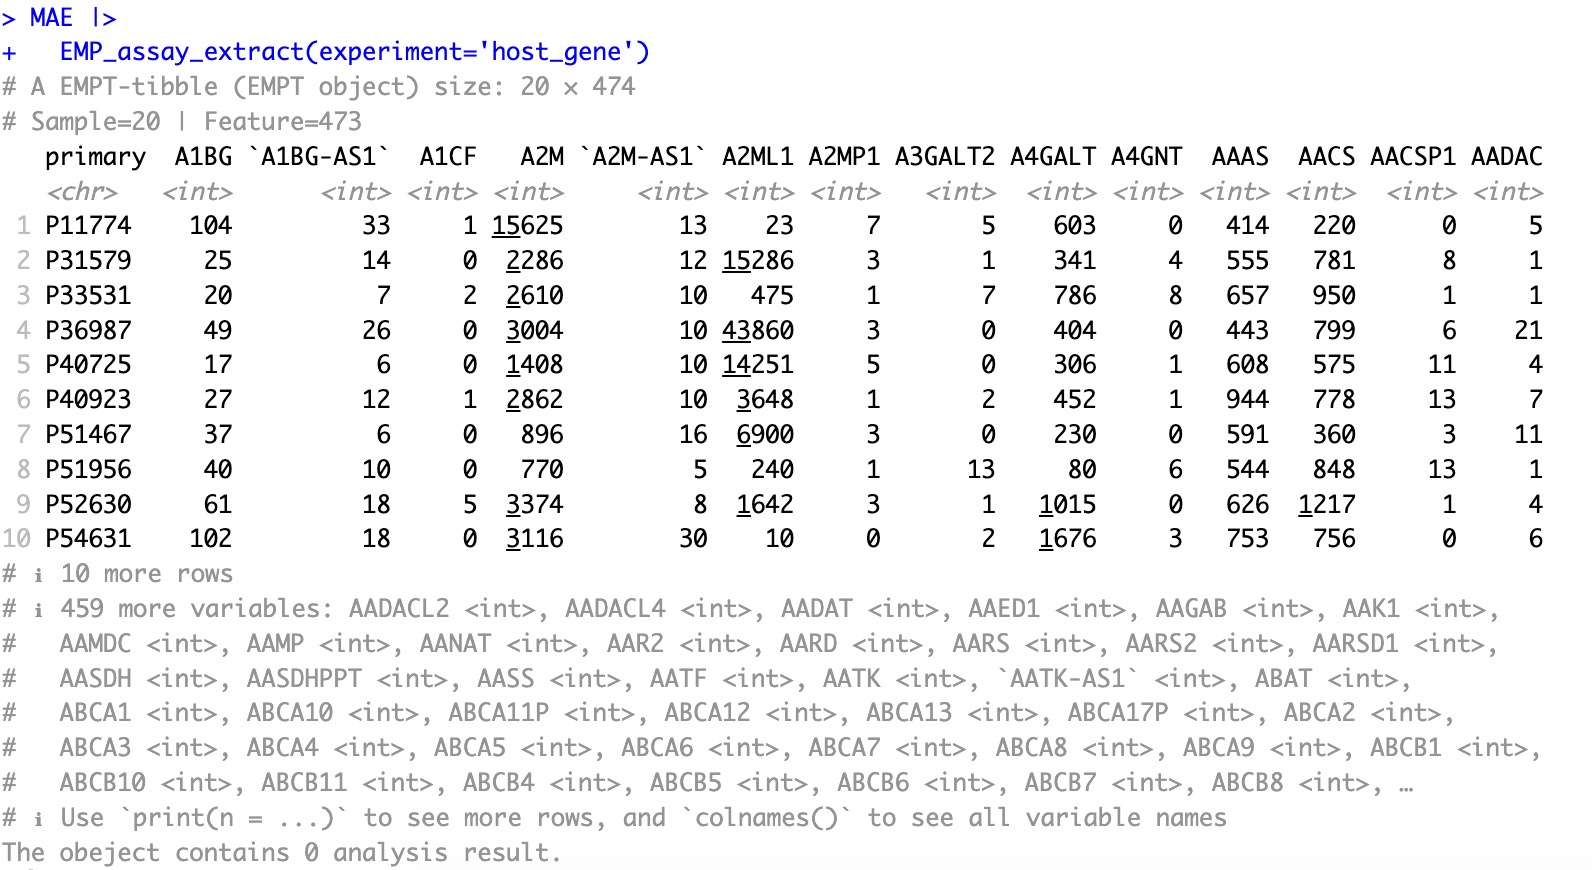 > MAE |>
+   EMP_assay_extract(experiment='host_gene')
# A EMPT-tibble (EMPT object) size: 20 × 474
# Sample=20 | Feature=473
   primary  A1BG `A1BG-AS1`  A1CF   A2M `A2M-AS1` A2ML1 A2MP1 A3GALT2 A4GALT A4GNT  AAAS  AACS AACSP1 AADAC
   <chr>   <int>      <int> <int> <int>     <int> <int> <int>   <int>  <int> <int> <int> <int>  <int> <int>
 1 P11774    104         33     1 15625        13    23     7       5    603     0   414   220      0     5
 2 P31579     25         14     0  2286        12 15286     3       1    341     4   555   781      8     1
 3 P33531     20          7     2  2610        10   475     1       7    786     8   657   950      1     1
 4 P36987     49         26     0  3004        10 43860     3       0    404     0   443   799      6    21
 5 P40725     17          6     0  1408        10 14251     5       0    306     1   608   575     11     4
 6 P40923     27         12     1  2862        10  3648     1       2    452     1   944   778     13     7
 7 P51467     37          6     0   896        16  6900     3       0    230     0   591   360      3    11
 8 P51956     40         10     0   770         5   240     1      13     80     6   544   848     13     1
 9 P52630     61         18     5  3374         8  1642     3       1   1015     0   626  1217      1     4
10 P54631    102         18     0  3116        30    10     0       2   1676     3   753   756      0     6
# ℹ 10 more rows
# ℹ 459 more variables: AADACL2 <int>, AADACL4 <int>, AADAT <int>, AAED1 <int>, AAGAB <int>, AAK1 <int>,
#   AAMDC <int>, AAMP <int>, AANAT <int>, AAR2 <int>, AARD <int>, AARS <int>, AARS2 <int>, AARSD1 <int>,
#   AASDH <int>, AASDHPPT <int>, AASS <int>, AATF <int>, AATK <int>, `AATK-AS1` <int>, ABAT <int>,
#   ABCA1 <int>, ABCA10 <int>, ABCA11P <int>, ABCA12 <int>, ABCA13 <int>, ABCA17P <int>, ABCA2 <int>,
#   ABCA3 <int>, ABCA4 <int>, ABCA5 <int>, ABCA6 <int>, ABCA7 <int>, ABCA8 <int>, ABCA9 <int>, ABCB1 <int>,
#   ABCB10 <int>, ABCB11 <int>, ABCB4 <int>, ABCB5 <int>, ABCB6 <int>, ABCB7 <int>, ABCB8 <int>, …
# ℹ Use `print(n = ...)` to see more rows, and `colnames()` to see all variable names
The obeject contains 0 analysis result.